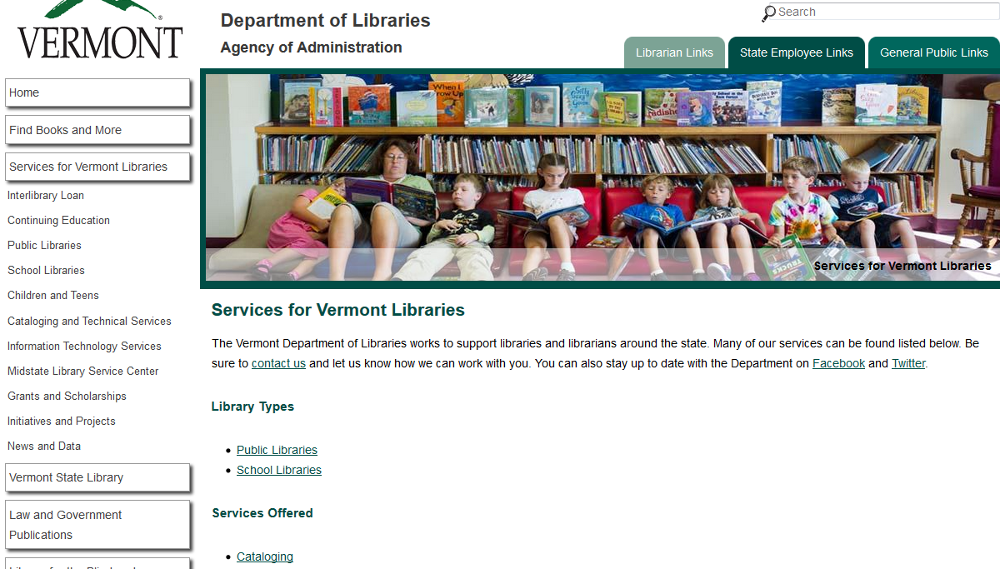 VERMONT
Department of Libraries
Agency of Administration
Search
Librarian Links
State Employee Links
General Public Links
Home
Find Books and More
Services for Vermont Libraries
Interlibrary Loan
Continuing Education
Public Libraries
School Libraries
Children and Teens
Cataloging and Technical Services
Information Technology Services
Midstate Library Service Center
Grants and Scholarships
Initiatives and Projects
News and Data
Vermont State Library
Law and Government
Publications
When I
TRUCKS
Services for Vermont Libraries
Services for Vermont Libraries
The Vermont Department of Libraries works to support libraries and librarians around the state. Many of our services can be found listed below. Be
sure to contact us and let us know how we can work with you. You can also stay up to date with the Department on Facebook and Twitter.
Library Types
• Public Libraries
• School Libraries
Services Offered
• Cataloging